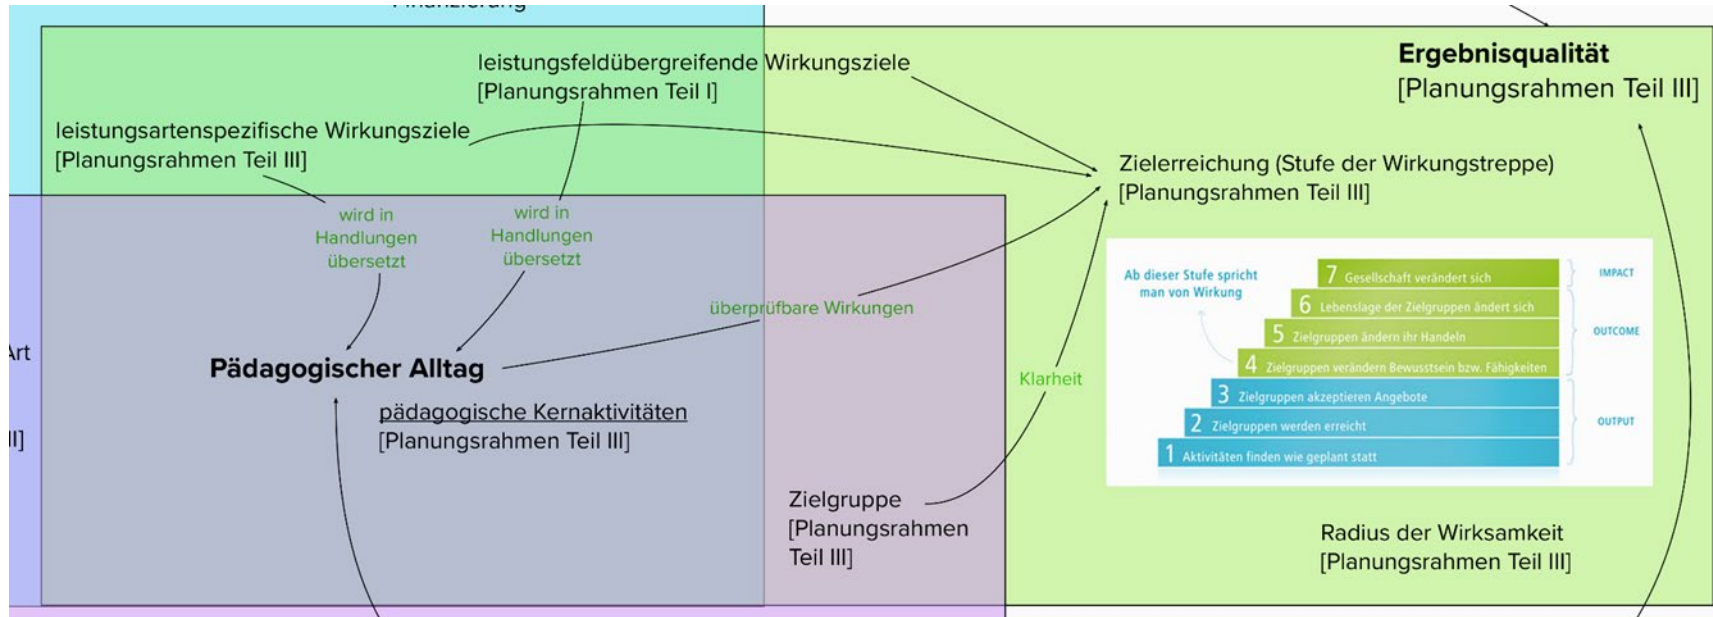 Finanzierung
leistungsfeldübergreifende Wirkungsziele
[Planungsrahmen Teil I]
Ergebnisqualität
[Planungsrahmen Teil III]
leistungsartenspezifische Wirkungsziele
[Planungsrahmen Teil III]
Zielerreichung (Stufe der Wirkungstreppe)
[Planungsrahmen Teil III]
wird in
Handlungen
übersetzt
wird in
Handlungen
übersetzt
überprüfbare Wirkungen
Art
II]
Pädagogischer Alltag
pädagogische Kernaktivitäten
[Planungsrahmen Teil III]
Klarheit
Zielgruppe
[Planungsrahmen
Teil III]
Ab dieser Stufe spricht
man von Wirkung
7 Gesellschaft verändert sich
6 Lebenslage der Zielgruppen ändert sich
5 Zielgruppen ändern ihr Handeln
4 Zielgruppen verändern Bewusstsein bzw. Fähigkeiten
3 Zielgruppen akzeptieren Angebote
2 Zielgruppen werden erreicht
1 Aktivitäten finden wie geplant statt
IMPACT
OUTCOME
OUTPUT
Radius der Wirksamkeit
[Planungsrahmen Teil III]